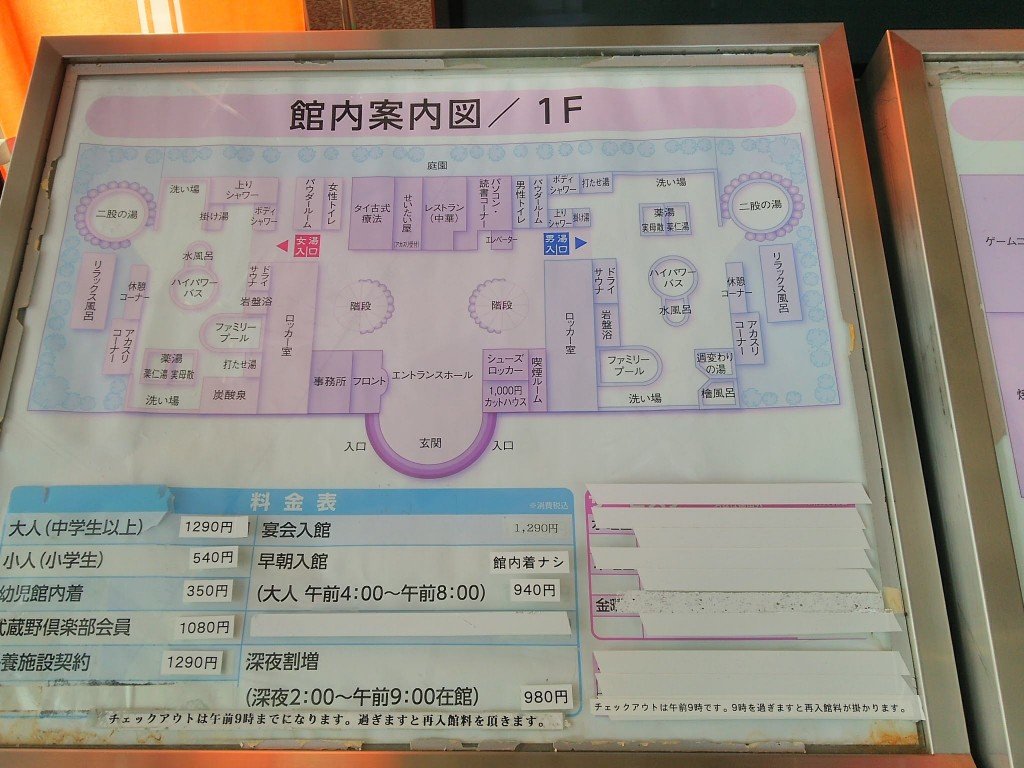 館内案内図／1F
庭園
二股の湯
洗い場
上り
シャワー
掛け湯
ボディ
シャワー
パウダールーム
女性トイレ
タイ古式
療法
せいたい屋
レストラン
(中華)
パソコン・
読書コーナー
男性トイレ
パウダールーム
ボディ
シャワー
打たせ湯
上り
シャワー
掛け湯
洗い場
薬湯
実母散 薬仁湯
二股の湯
女湯
入口
エレベーター
男湯
入口
水風呂
ハイパワー
バス
ドライ
サウナ
岩盤浴
リラックス風呂
休憩
コーナー
アカスリ
コーナー
ファミリー
プール
薬湯
薬仁湯 実母散
打たせ湯
洗い場
炭酸泉
ロッカー室
階段
階段
事務所
フロント
エントランスホール
シューズ
ロッカー
1,000円
カットハウス
喫煙ルーム
ロッカー室
ドライ
サウナ
岩盤浴
ハイパワー
バス
水風呂
ファミリー
プール
洗い場
休憩
コーナー
アカスリ
コーナー
リラックス風呂
週変わり
の湯
檜風呂
入口
玄関
入口
料金表
※消費税込
大人(中学生以上) 1290円
小人(小学生) 540円
幼児館内着 350円
武蔵野倶楽部会員 1080円
養施設契約 1290円
宴会入館 1,290円
早朝入館 館内着ナシ
(大人 午前4:00～午前8:00) 940円
深夜割増
(深夜2:00～午前9:00在館) 980円
チェックアウトは午前9時までになります。過ぎますと再入館料を頂きます。
金
チェックアウトは午前9時です。9時を過ぎますと再入館料が掛かります。
ゲームコ